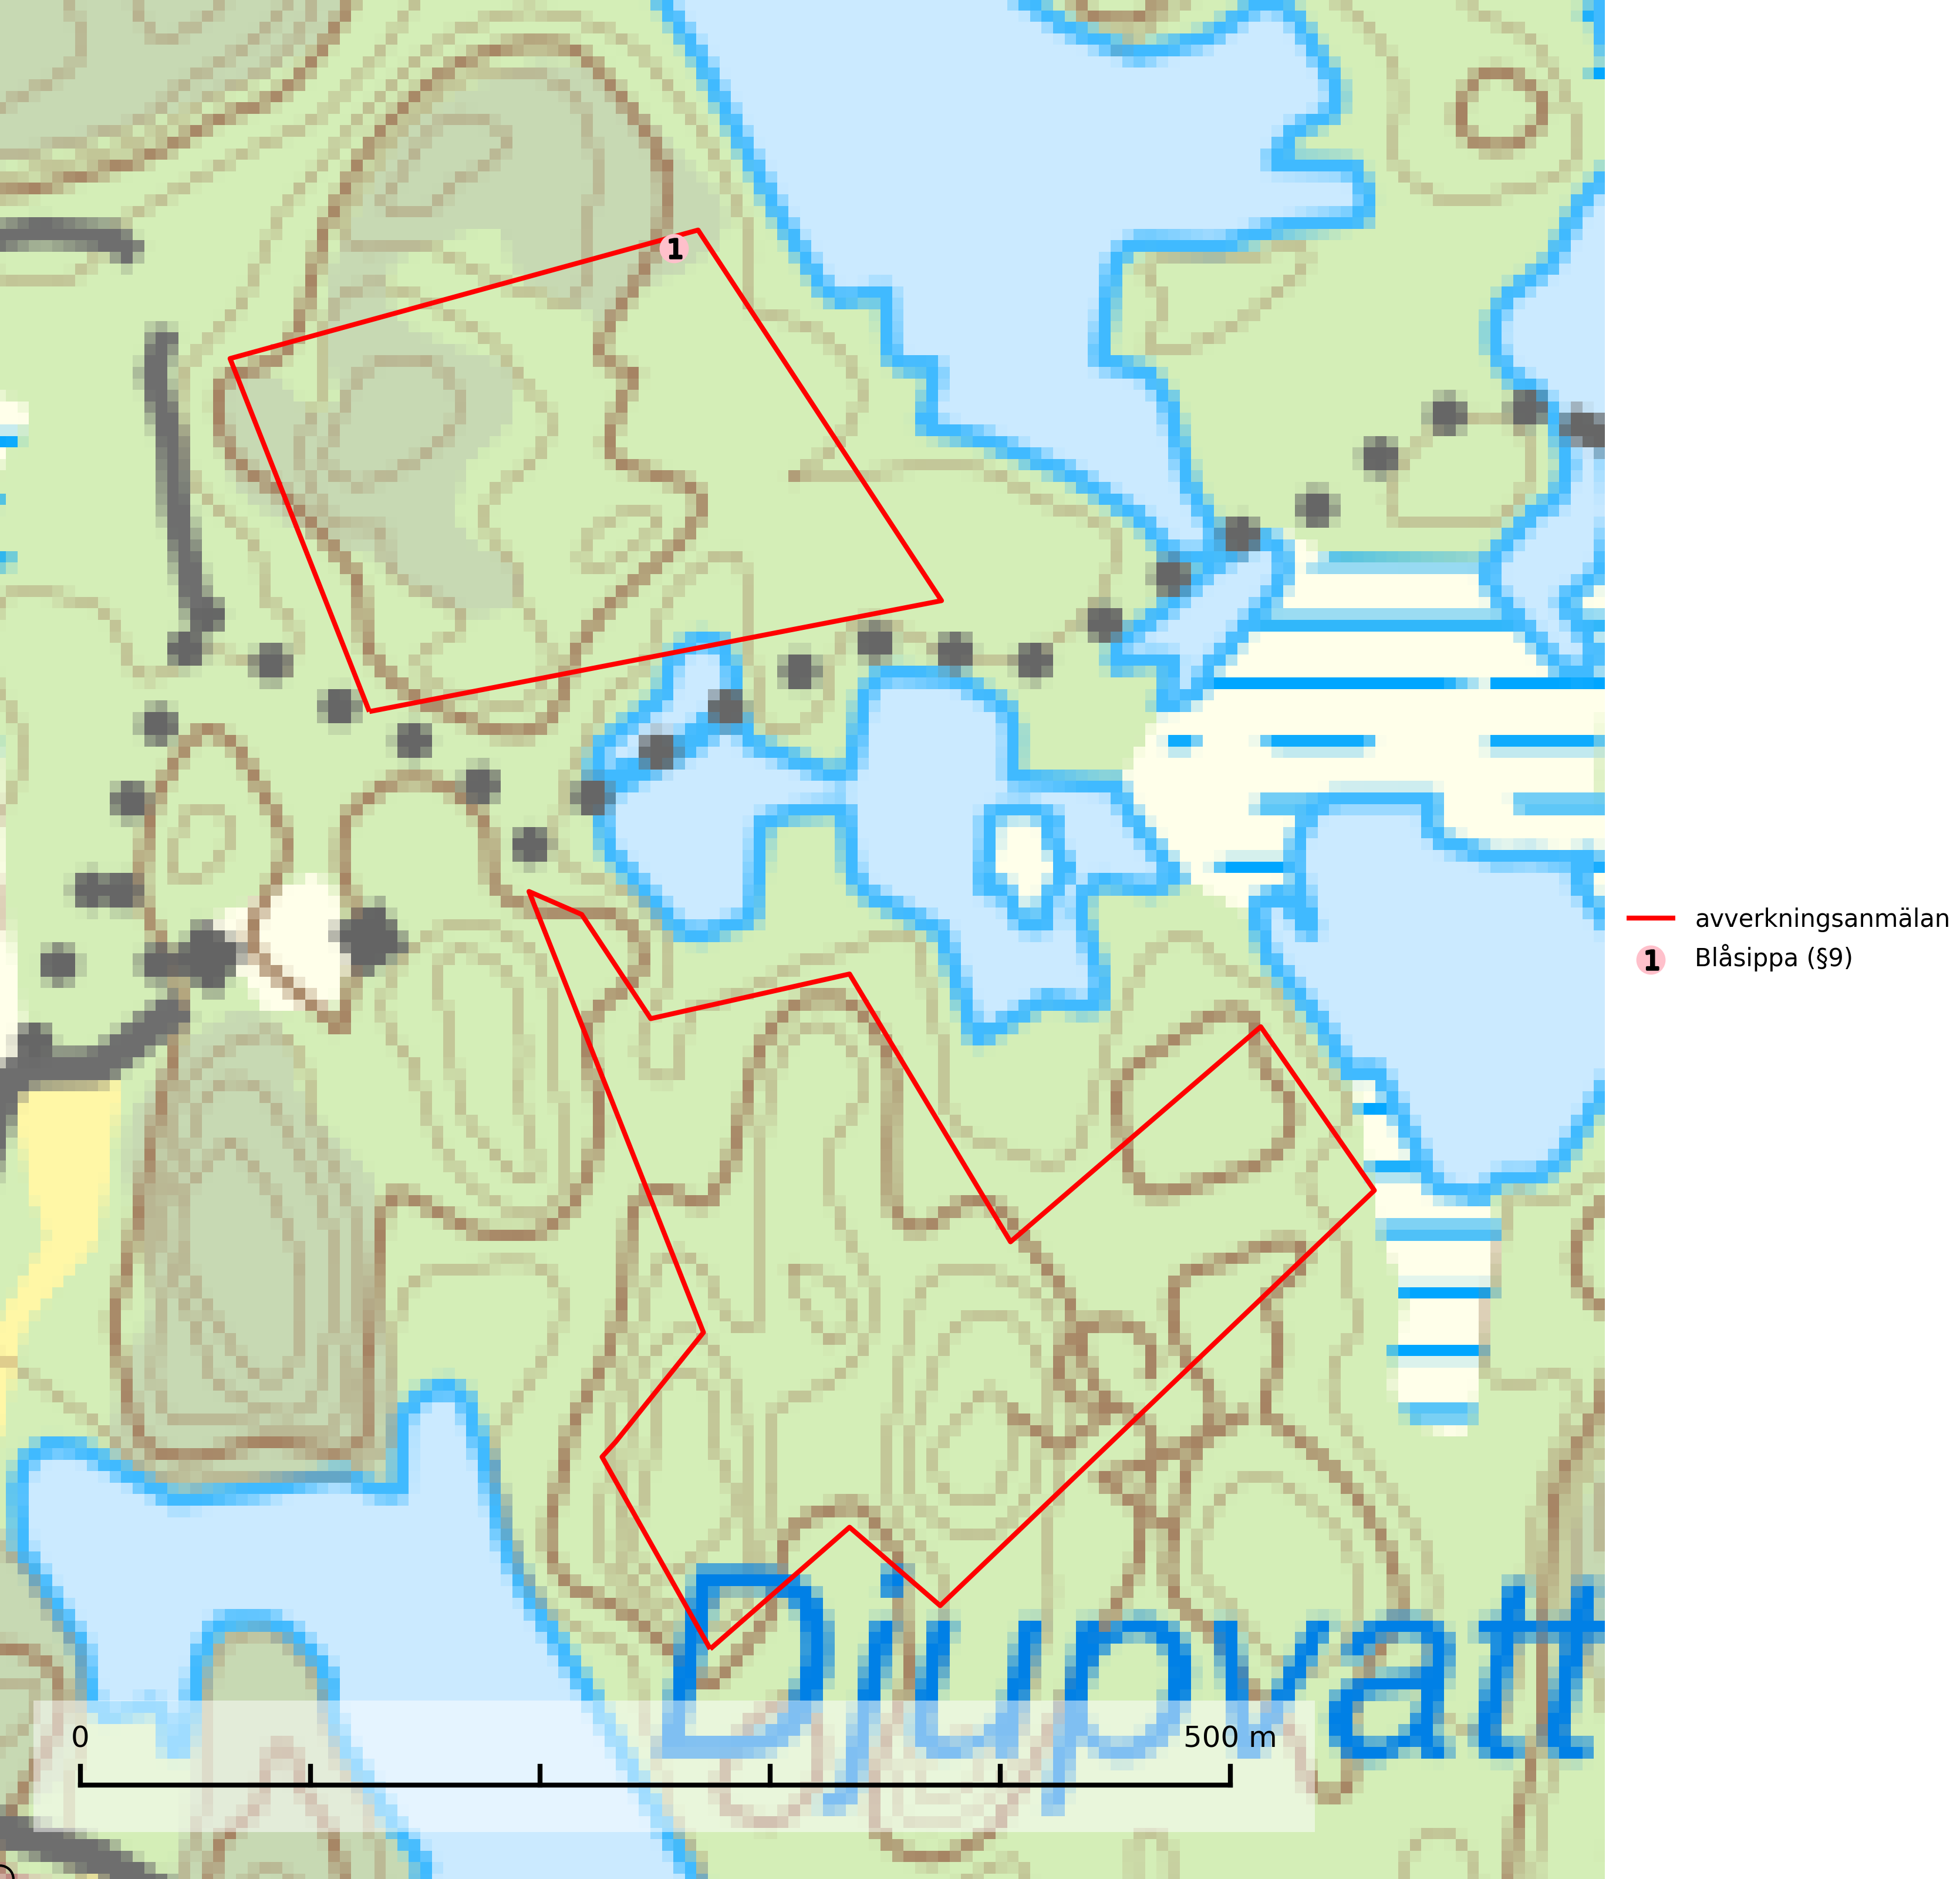 1
avverkningsanmälan
1 Blåsippa (§9)
Djupvatt
0 500 m